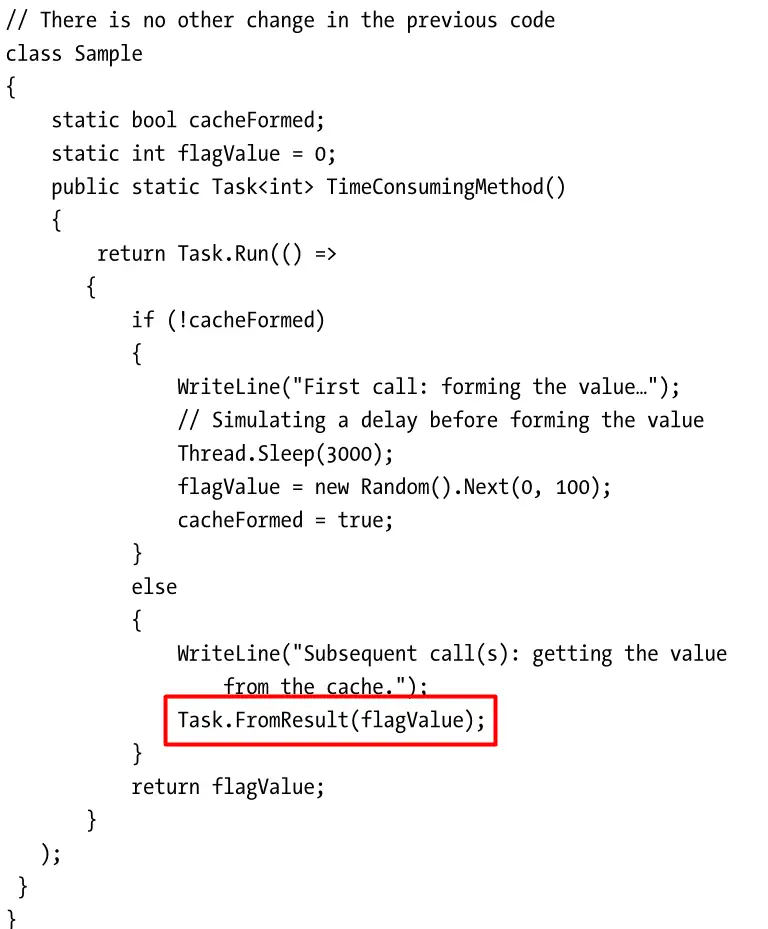 // There is no other change in the previous code
class Sample
{
    static bool cacheFormed;
    static int flagValue = 0;
    public static Task<int> TimeConsumingMethod()
    {
        return Task.Run(() =>
       {
           if (!cacheFormed)
           {
               WriteLine("First call: forming the value…");
               // Simulating a delay before forming the value
               Thread.Sleep(3000);
               flagValue = new Random().Next(0, 100);
               cacheFormed = true;
           }
           else
           {
               WriteLine("Subsequent call(s): getting the value
                   from the cache.");
               Task.FromResult(flagValue);
           }
           return flagValue;
       }
   );
 }
}